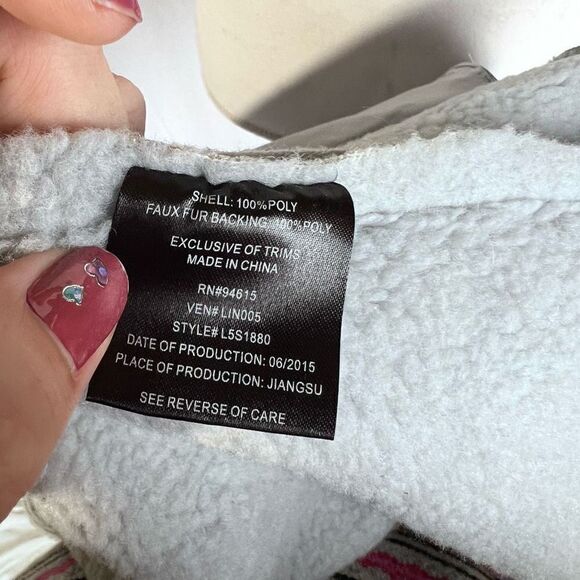 SHELL: 100%POLY
FAUX FUR BACKING: 100%POLY
EXCLUSIVE OF TRIMS
MADE IN CHINA
RN#94615
VEN# LIN005
STYLE# L5S1880
DATE OF PRODUCTION: 06/2015
PLACE OF PRODUCTION: JIANGSU
SEE REVERSE OF CARE